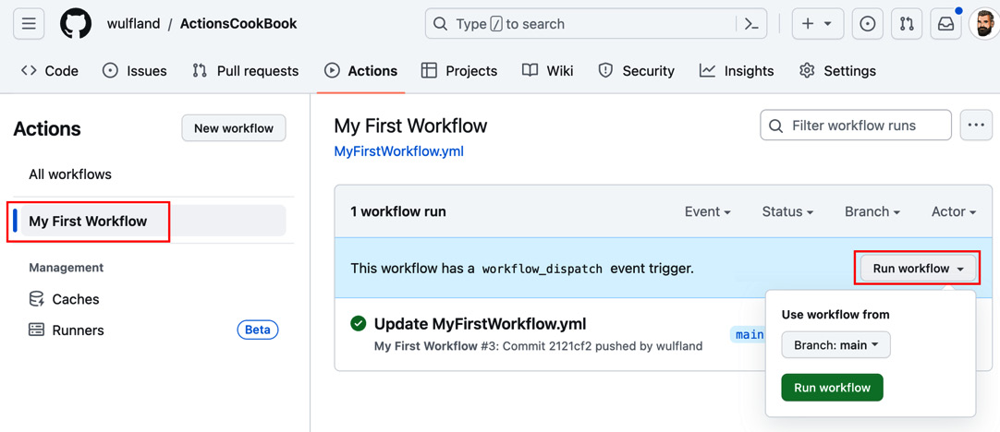 wulfland / ActionsCookBook
Type / to search
Code Issues Pull requests Actions Projects Wiki Security Insights Settings
Actions
New workflow
All workflows
My First Workflow
Management
Caches
Runners Beta
My First Workflow
MyFirstWorkflow.yml
Filter workflow runs
1 workflow run Event Status Branch Actor
This workflow has a workflow_dispatch event trigger. Run workflow
Update MyFirstWorkflow.yml
My First Workflow #3: Commit 2121cf2 pushed by wulfland
main
Use workflow from
Branch: main
Run workflow